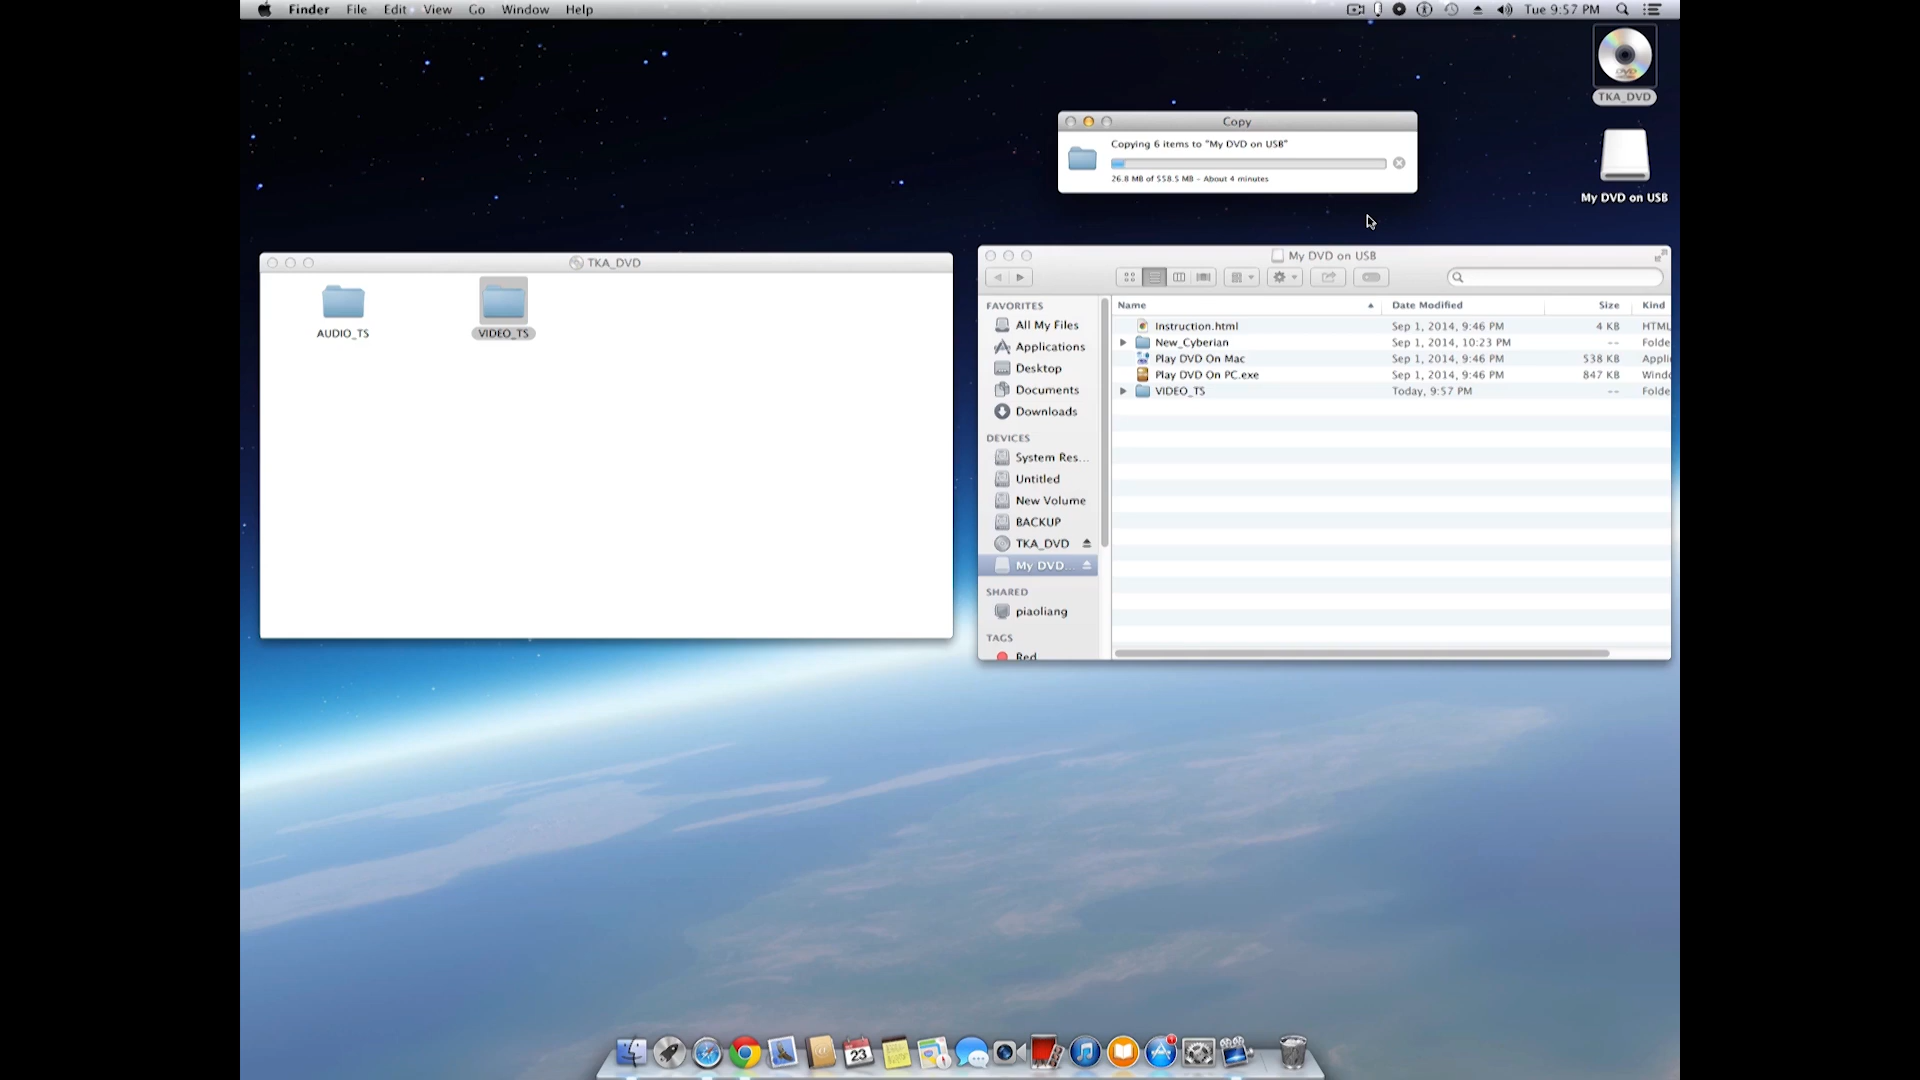 Finder File Edit View Go Window Help
Tue 9:57 PM
TKA_DVD
My DVD on USB
Copy
Copying 6 items to "My DVD on USB"
26.8 MB of 558.5 MB - About 4 minutes
TKA_DVD
AUDIO_TS
VIDEO_TS
My DVD on USB
FAVORITES
All My Files
Applications
Desktop
Documents
Downloads
DEVICES
System Res...
Untitled
New Volume
BACKUP
TKA_DVD
My DVD...
SHARED
piaoliang
TAGS
Red
Name Date Modified Size Kind
Instruction.html Sep 1, 2014, 9:46 PM 4 KB HTML
New_Cyberian Sep 1, 2014, 10:23 PM -- Folde
Play DVD On Mac Sep 1, 2014, 9:46 PM 538 KB Appli
Play DVD On PC.exe Sep 1, 2014, 9:46 PM 847 KB Windo
VIDEO_TS Today, 9:57 PM -- Folde
23